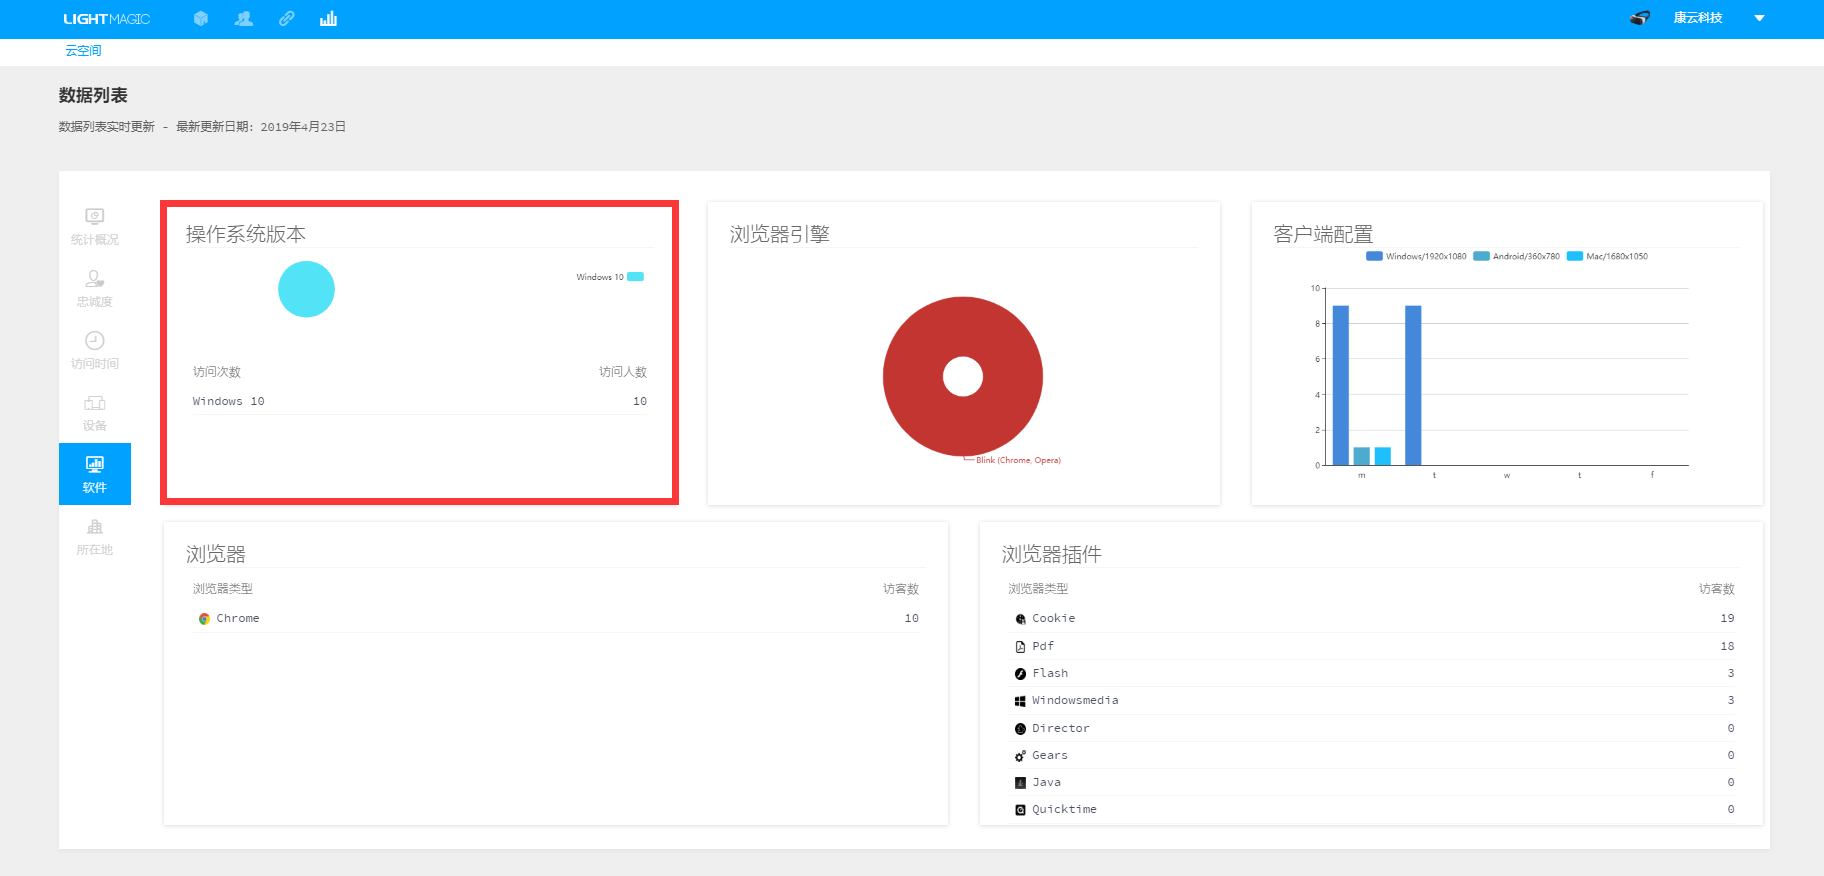 LIGHTMAGIC
康云科技
云空间
数据列表
数据列表实时更新 - 最新更新日期: 2019年4月23日
统计概况
忠诚度
访问时间
设备
软件
所在地
操作系统版本
Windows 10
访问次数 访问人数
Windows 10 10
浏览器引擎
Blink (Chrome, Opera)
客户端配置
Windows/1920x1080 Android/360x780 Mac/1680x1050
10
8
6
4
2
0
m t w t f
浏览器
浏览器类型 访客数
Chrome 10
浏览器插件
浏览器类型 访客数
Cookie 19
Pdf 18
Flash 3
Windowsmedia 3
Director 0
Gears 0
Java 0
Quicktime 0